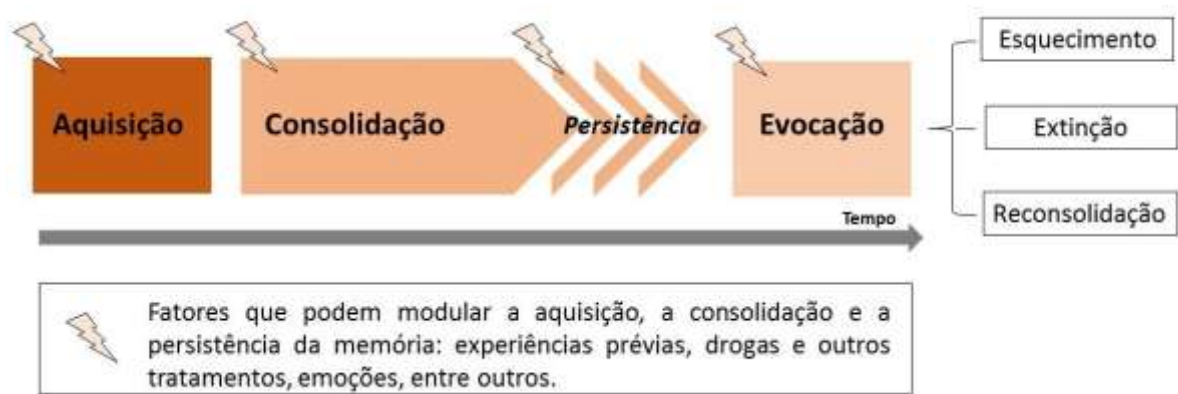 Aquisição
Consolidação
Persistência
Evocação
Esquecimento
Extinção
Reconsolidação
Tempo
Fatores que podem modular a aquisição, a consolidação e a
persistência da memória: experiências prévias, drogas e outros
tratamentos, emoções, entre outros.